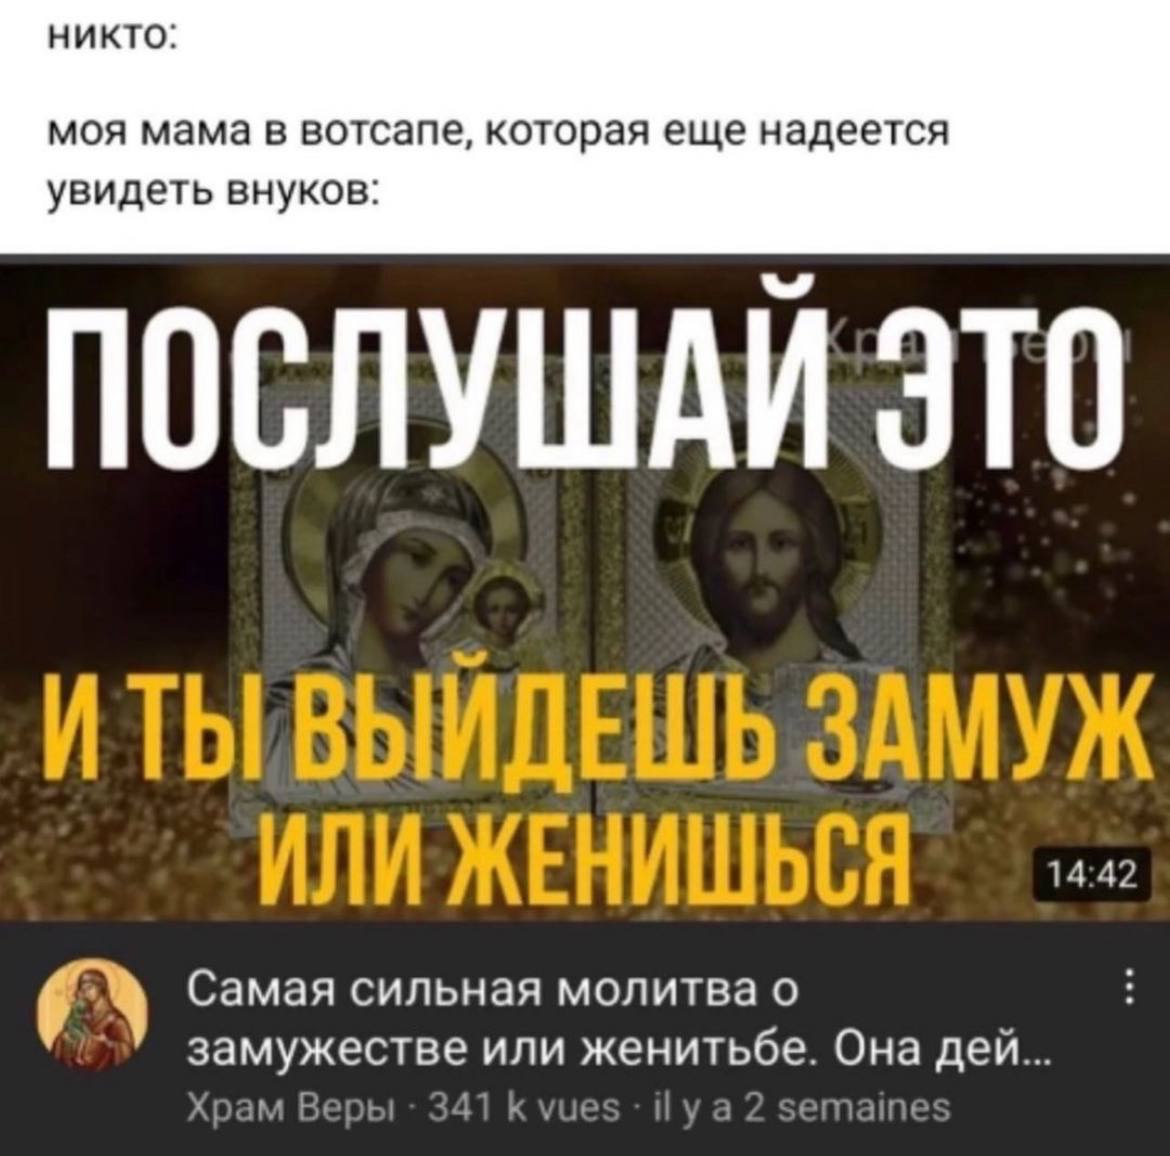 никто:
моя мама в вотсапе, которая еще надеется
увидеть внуков:
Храм Веры
ПОСЛУШАЙ ЭТО
И ТЫ ВЫЙДЕШЬ ЗАМУЖ
ИЛИ ЖЕНИШЬСЯ
14:42
Самая сильная молитва о
замужестве или женитьбе. Она дей...
Храм Веры · 341 k vues · il y a 2 semaines